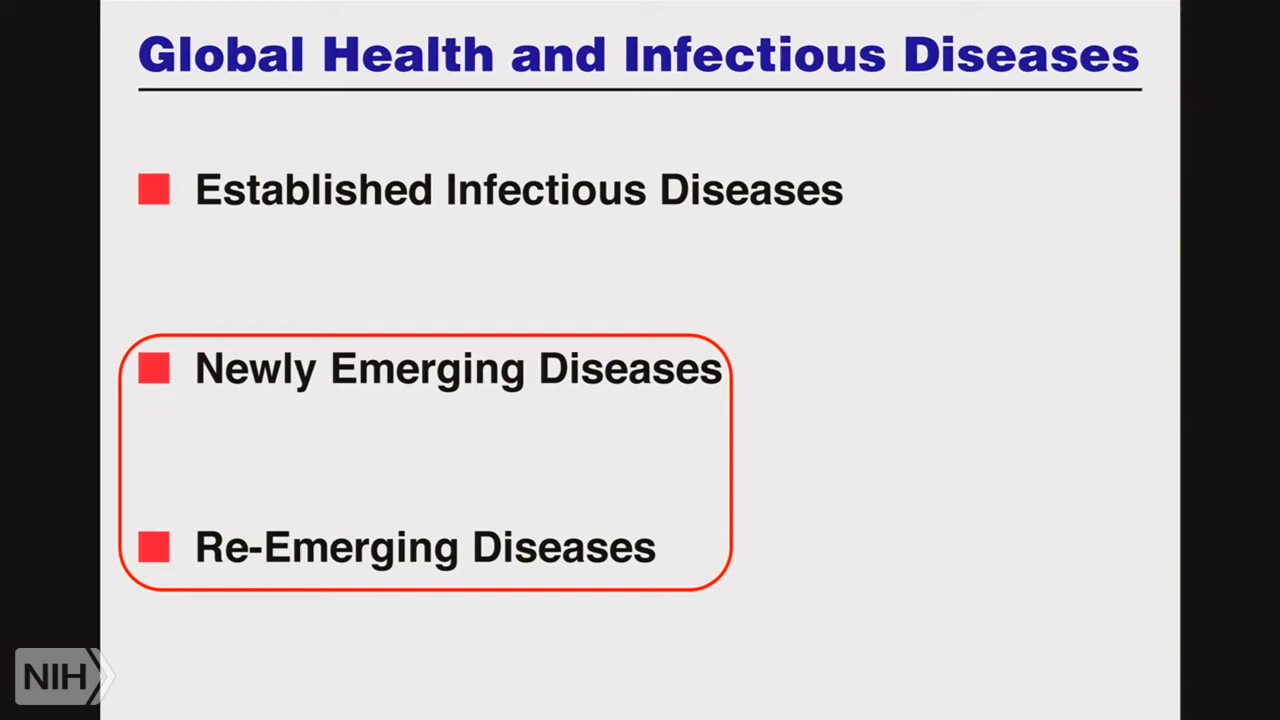 Global Health and Infectious Diseases
Established Infectious Diseases
Newly Emerging Diseases
Re-Emerging Diseases
NIH